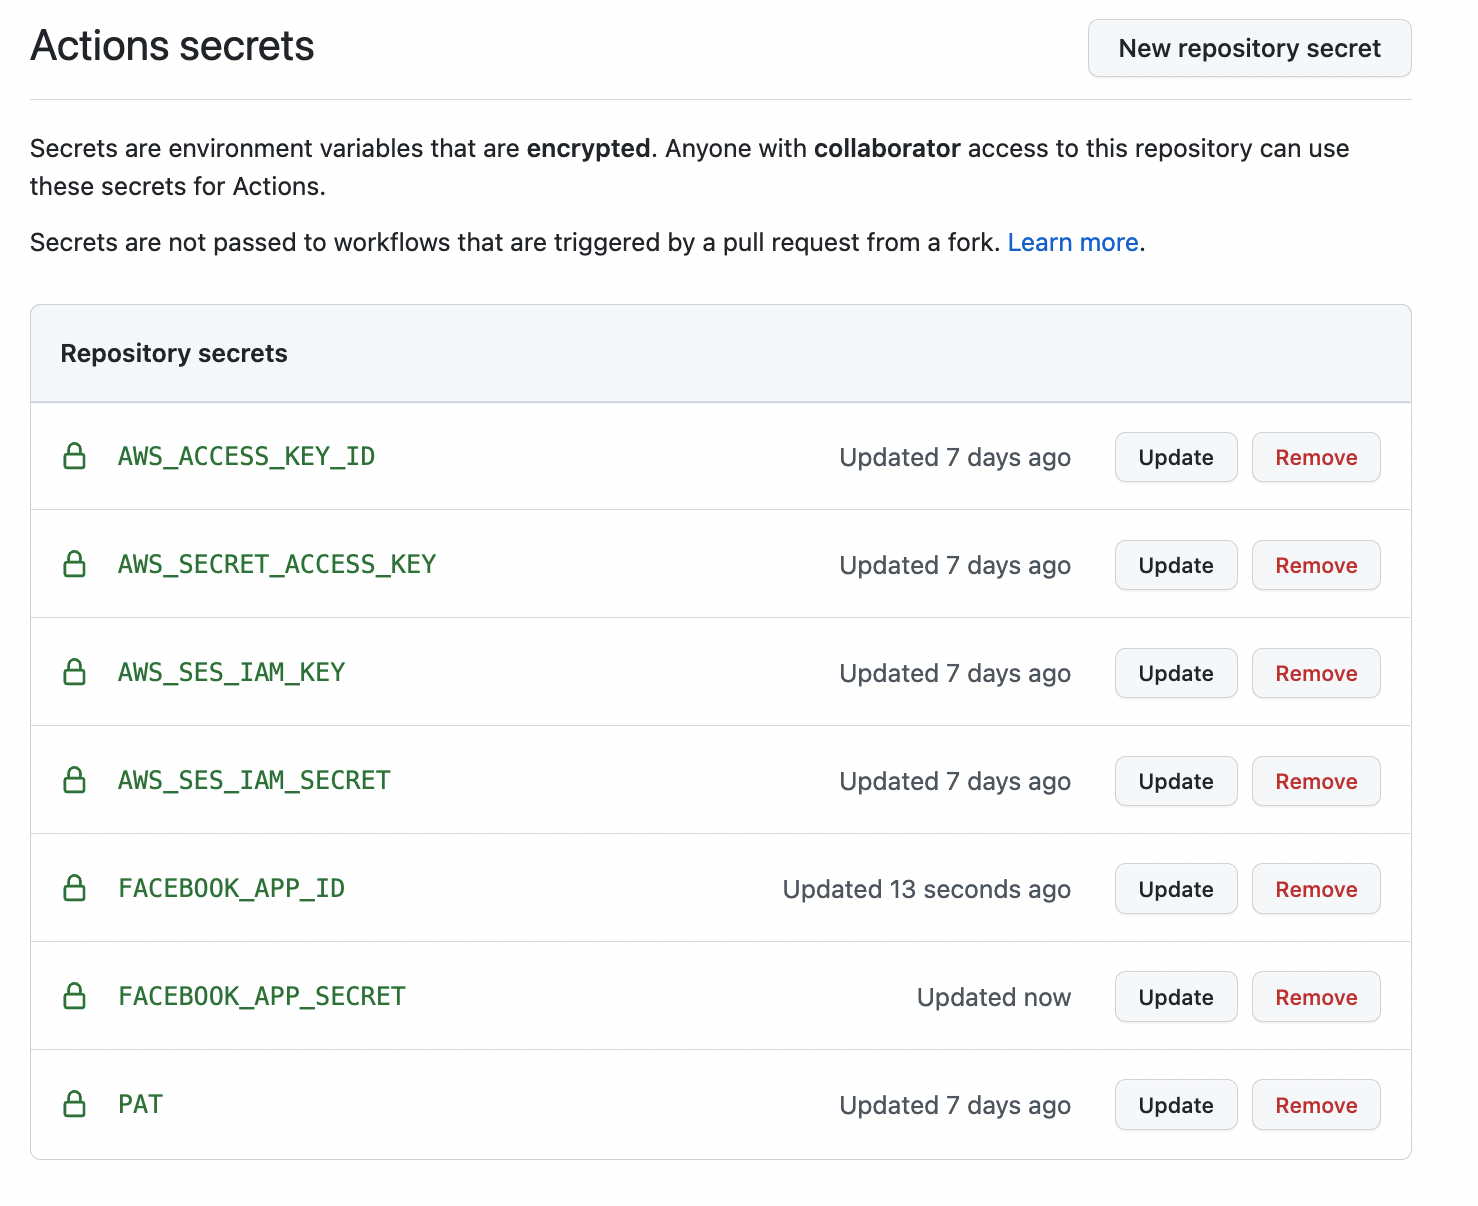 Actions secrets
New repository secret
Secrets are environment variables that are encrypted. Anyone with collaborator access to this repository can use
these secrets for Actions.
Secrets are not passed to workflows that are triggered by a pull request from a fork. Learn more.
Repository secrets
AWS_ACCESS_KEY_ID Updated 7 days ago Update Remove
AWS_SECRET_ACCESS_KEY Updated 7 days ago Update Remove
AWS_SES_IAM_KEY Updated 7 days ago Update Remove
AWS_SES_IAM_SECRET Updated 7 days ago Update Remove
FACEBOOK_APP_ID Updated 13 seconds ago Update Remove
FACEBOOK_APP_SECRET Updated now Update Remove
PAT Updated 7 days ago Update Remove